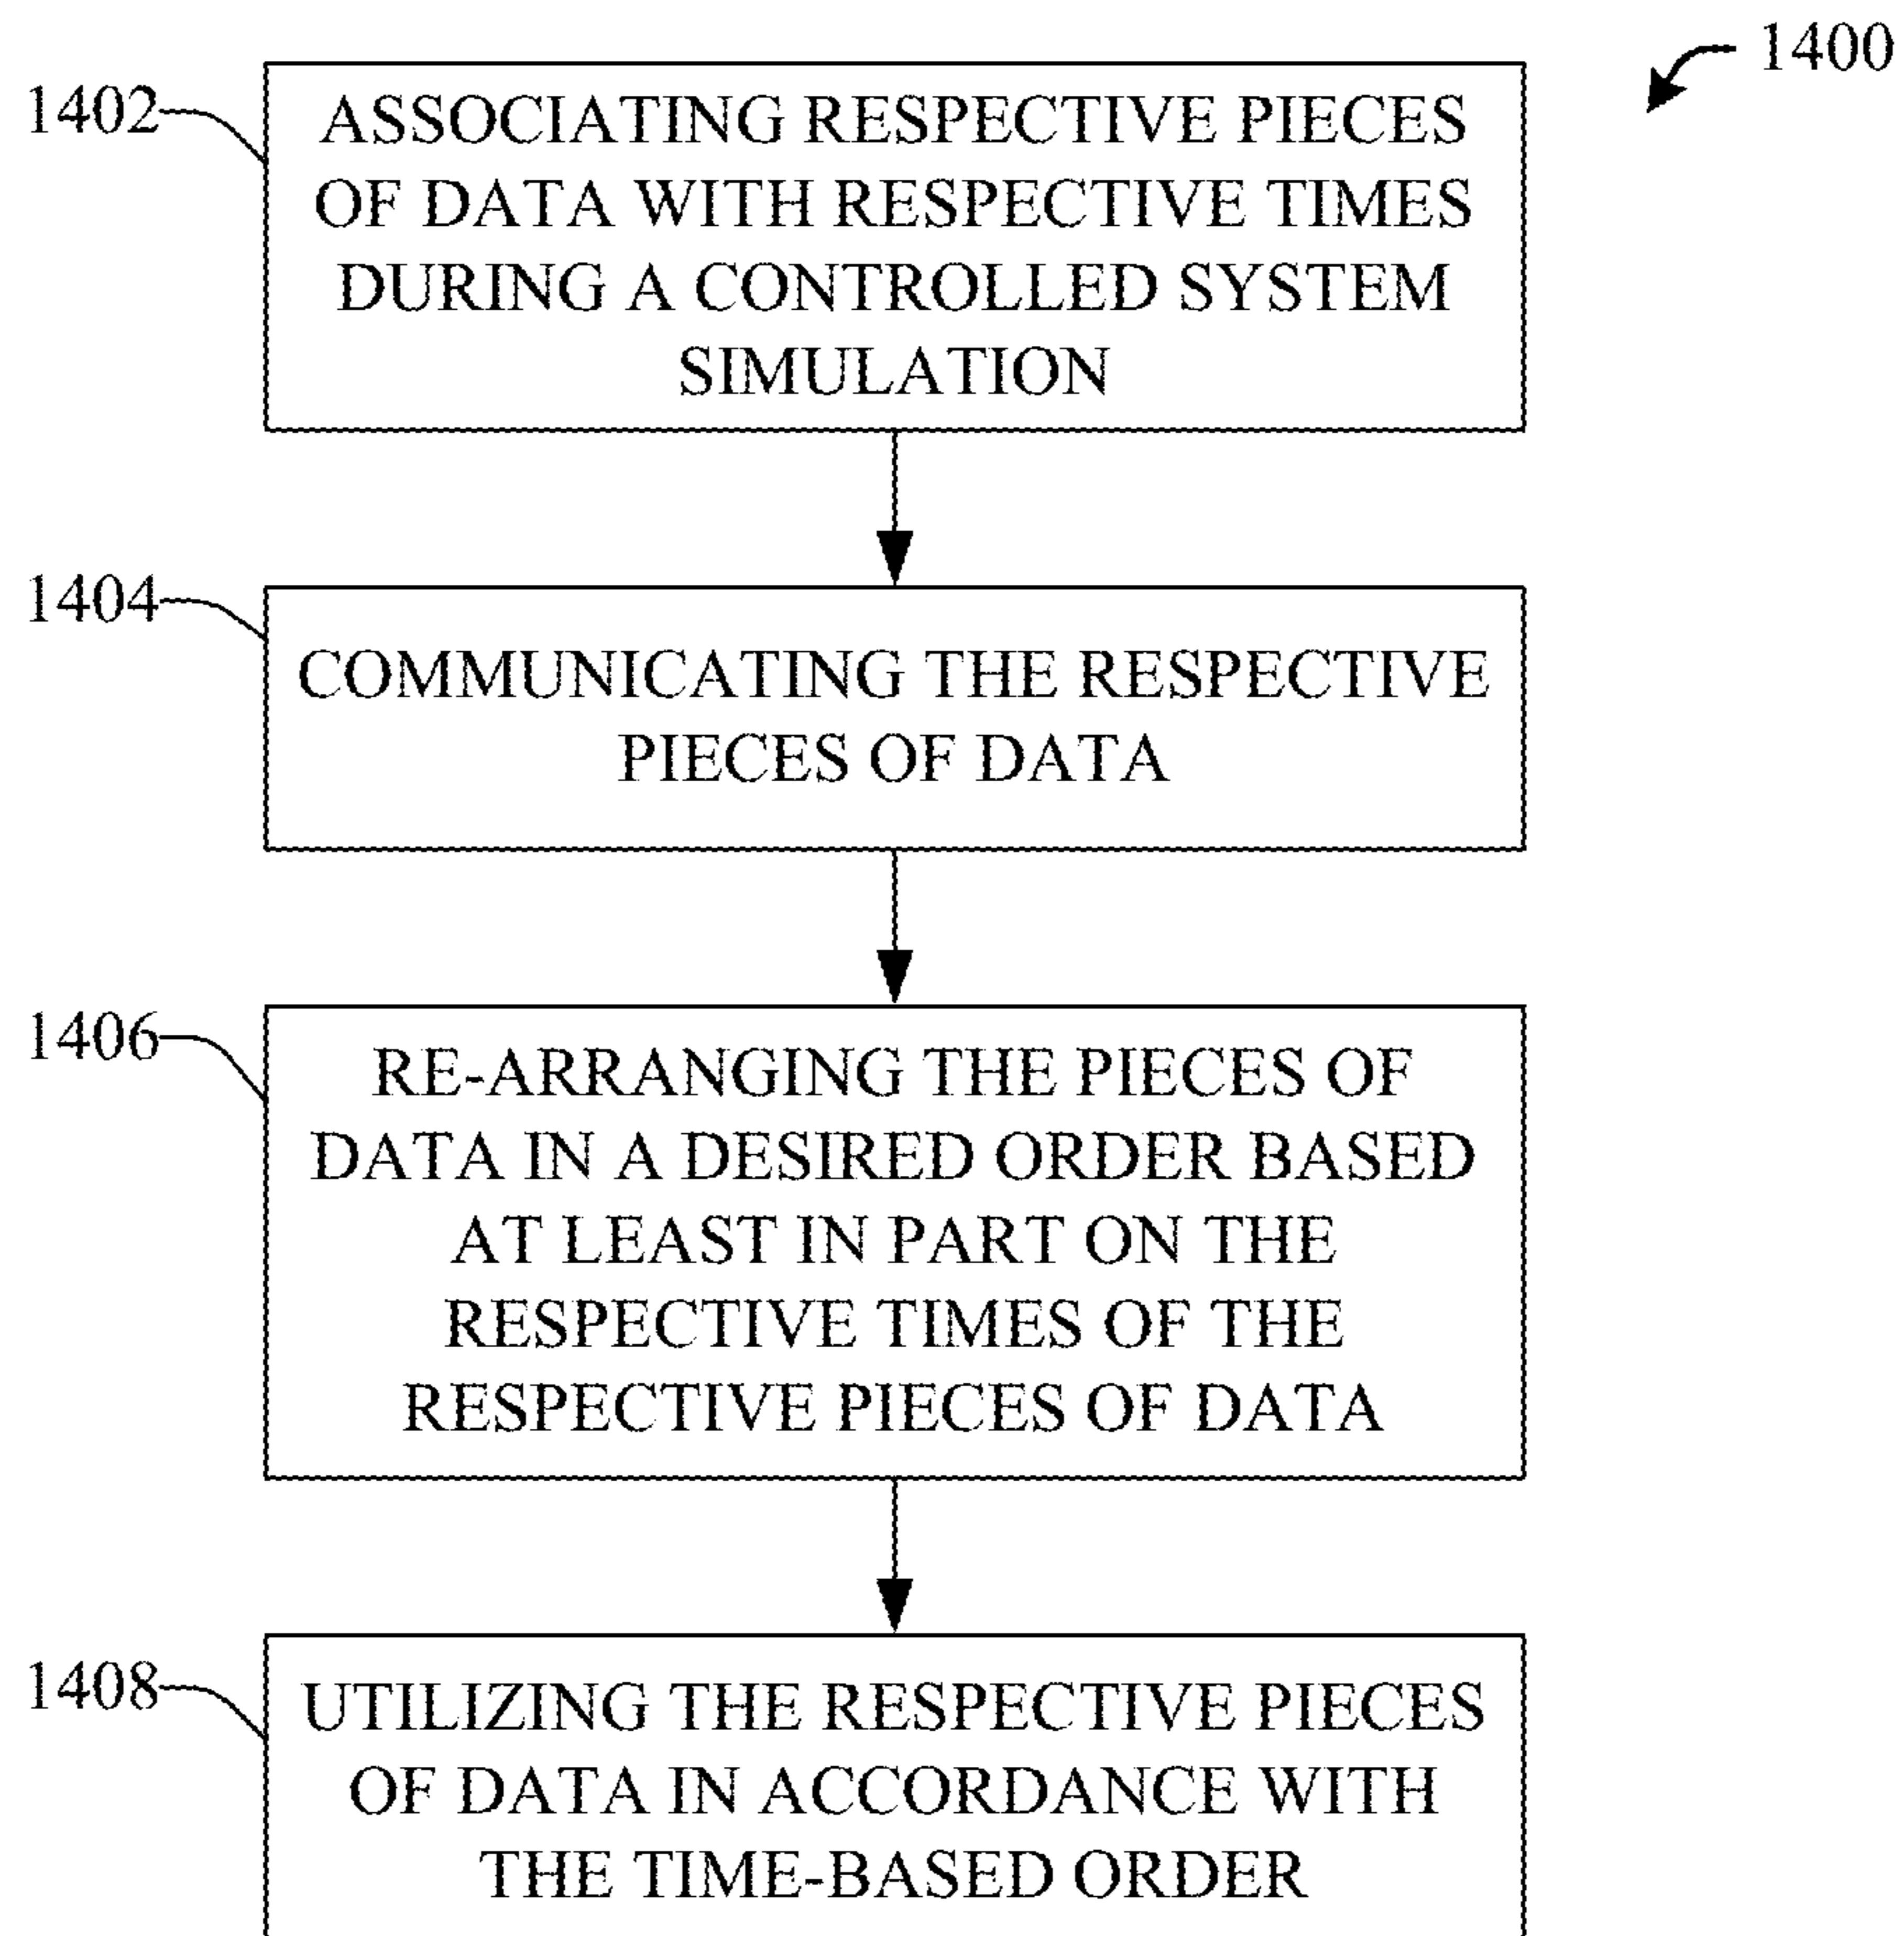 1400
1402
ASSOCIATING RESPECTIVE PIECES
OF DATA WITH RESPECTIVE TIMES
DURING A CONTROLLED SYSTEM
SIMULATION
1404
COMMUNICATING THE RESPECTIVE
PIECES OF DATA
1406
RE-ARRANGING THE PIECES OF
DATA IN A DESIRED ORDER BASED
AT LEAST IN PART ON THE
RESPECTIVE TIMES OF THE
RESPECTIVE PIECES OF DATA
1408
UTILIZING THE RESPECTIVE PIECES
OF DATA IN ACCORDANCE WITH
THE TIME-BASED ORDER